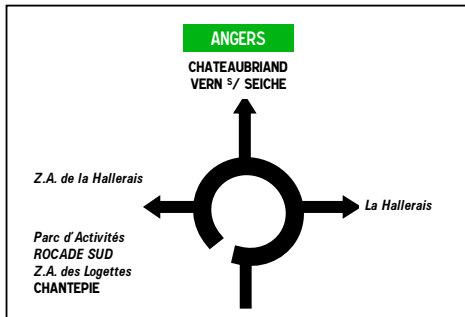 ANGERS
CHATEAUBRIAND
VERN S/ SEICHE
Z.A. de la Hallerais
La Hallerais
Parc d'Activités
ROCADE SUD
Z.A. des Logettes
CHANTEPIE